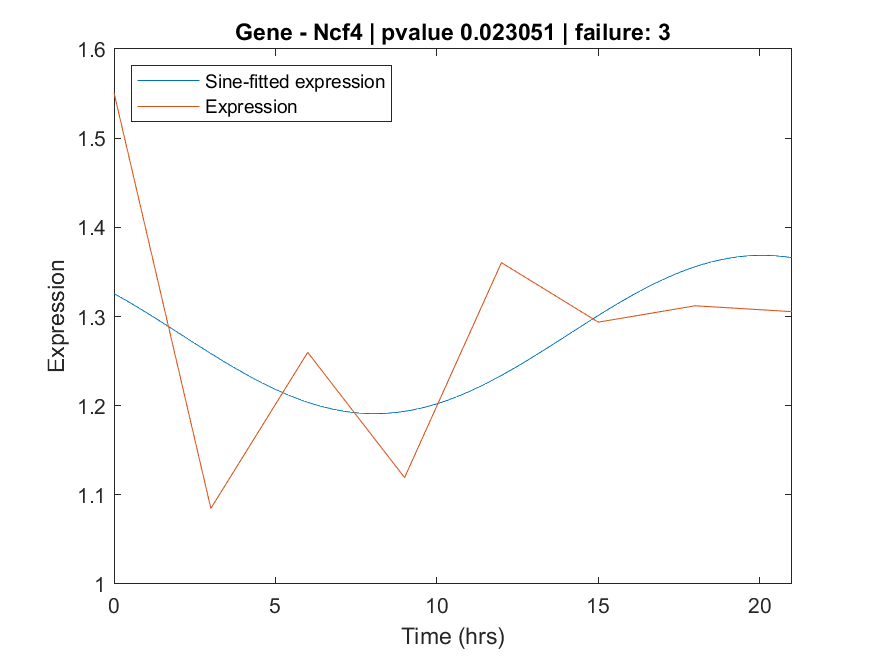 Gene - Ncf4 | pvalue 0.023051 | failure: 3
1.6
1.5
1.4
1.3
1.2
1.1
1
Expression
Sine-fitted expression
Expression
0
5
10
15
20
Time (hrs)